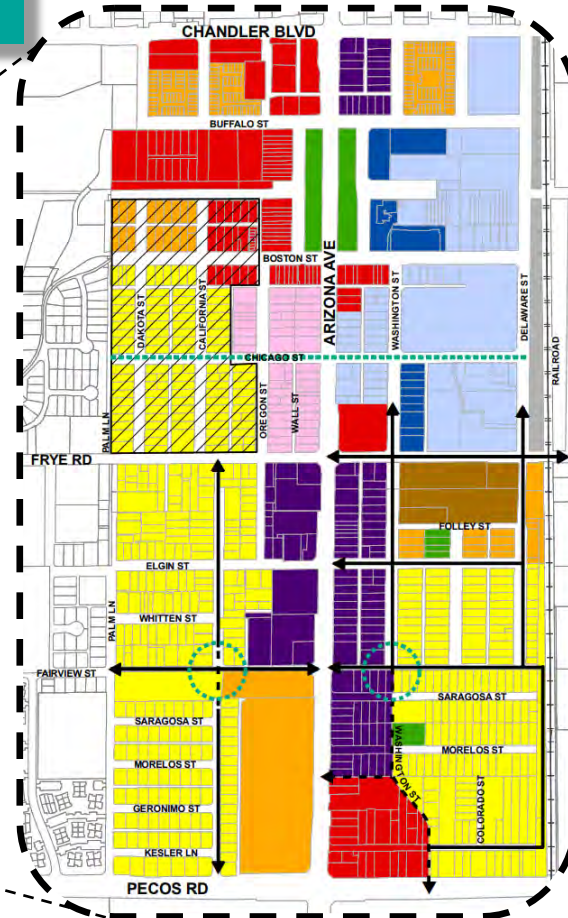 CHANDLER BLVD
BUFFALO ST
BOSTON ST
ARIZONA AVE
WASHINGTON ST
DELAWARE ST
RAILROAD
DAKOTA ST
CALIFORNIA ST
CHICAGO ST
PALM LN
OREGON ST
WALL ST
FRYE RD
FOLLEY ST
ELGIN ST
PALM LN
WHITTEN ST
FAIRVIEW ST
SARAGOSA ST
SARAGOSA ST
WASHINGTON ST
MORELOS ST
MORELOS ST
COLORADO ST
GERONIMO ST
KESLER LN
PECOS RD